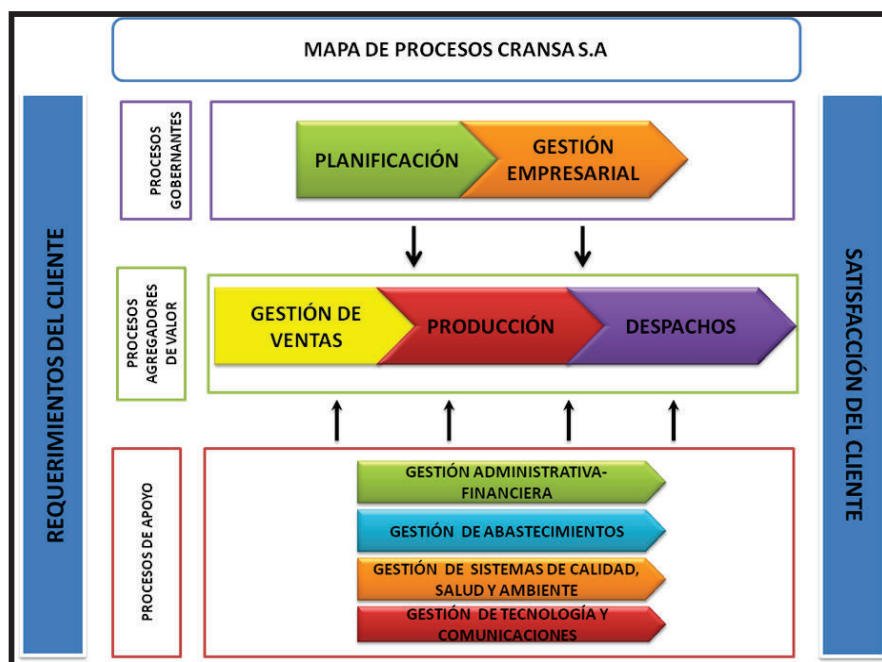 MAPA DE PROCESOS CRANSA S.A
REQUERIMIENTOS DEL CLIENTE
PROCESOS
GOBERNANTES
PLANIFICACIÓN
GESTIÓN
EMPRESARIAL
PROCESOS
AGREGADORES
DE VALOR
GESTIÓN DE
VENTAS
PRODUCCIÓN
DESPACHOS
PROCESOS DE APOYO
GESTIÓN ADMINISTRATIVA-
FINANCIERA
GESTIÓN DE ABASTECIMIENTOS
GESTIÓN DE SISTEMAS DE CALIDAD,
SALUD Y AMBIENTE
GESTIÓN DE TECNOLOGÍA Y
COMUNICACIONES
SATISFACCIÓN DEL CLIENTE